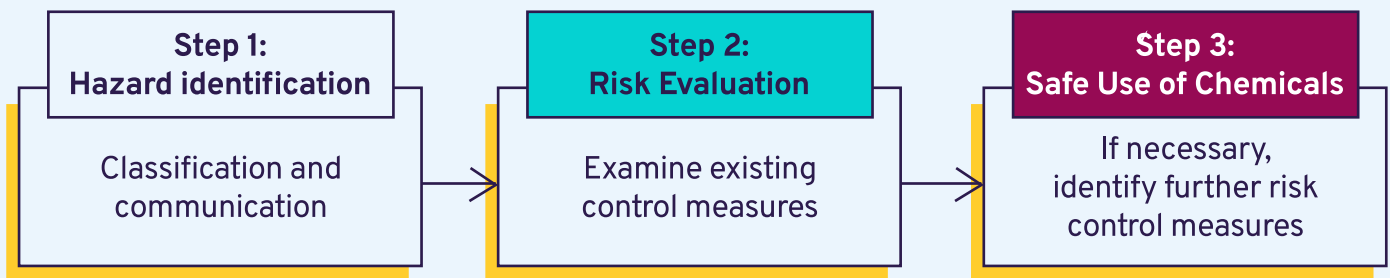 Step 1:
Hazard identification
Classification and
communication
Step 2:
Risk Evaluation
Examine existing
control measures
Step 3:
Safe Use of Chemicals
If necessary,
identify further risk
control measures